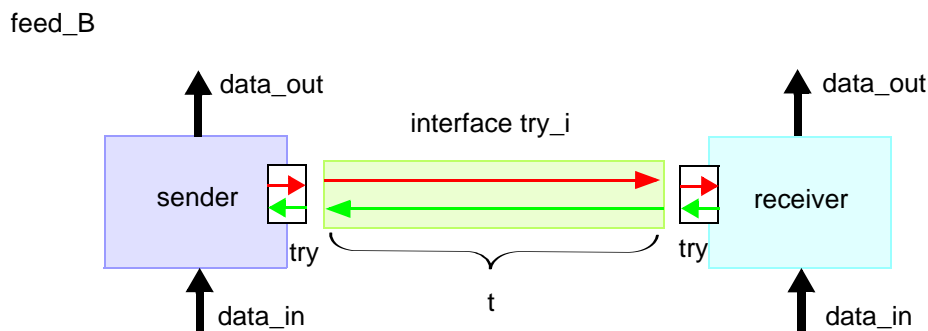 feed_B
data_out
data_out
interface try_i
sender
receiver
try
try
t
data_in
data_in